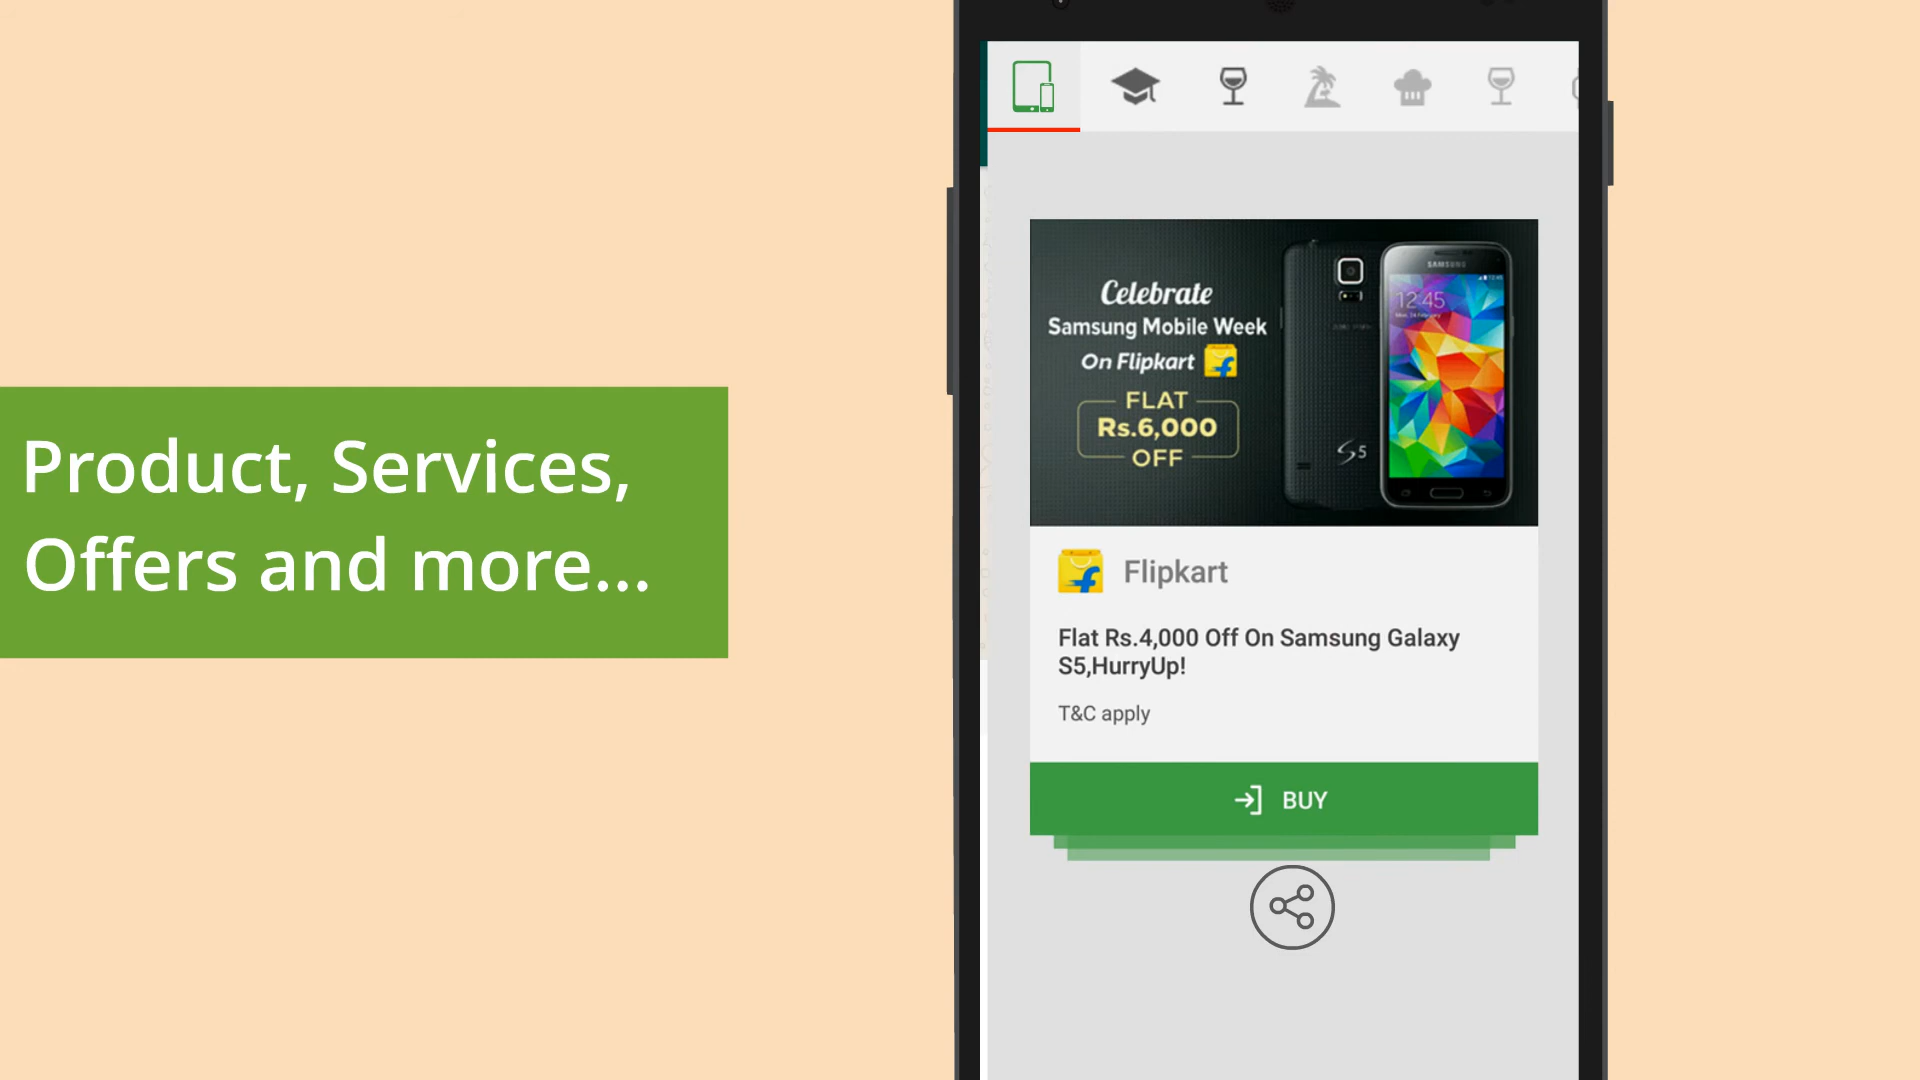 Product, Services,
Offers and more...
Celebrate
Samsung Mobile Week
On Flipkart
FLAT
Rs.6,000
OFF
SAMSUNG
12:45
S5
Flipkart
Flat Rs.4,000 Off On Samsung Galaxy
S5,HurryUp!
T&C apply
BUY